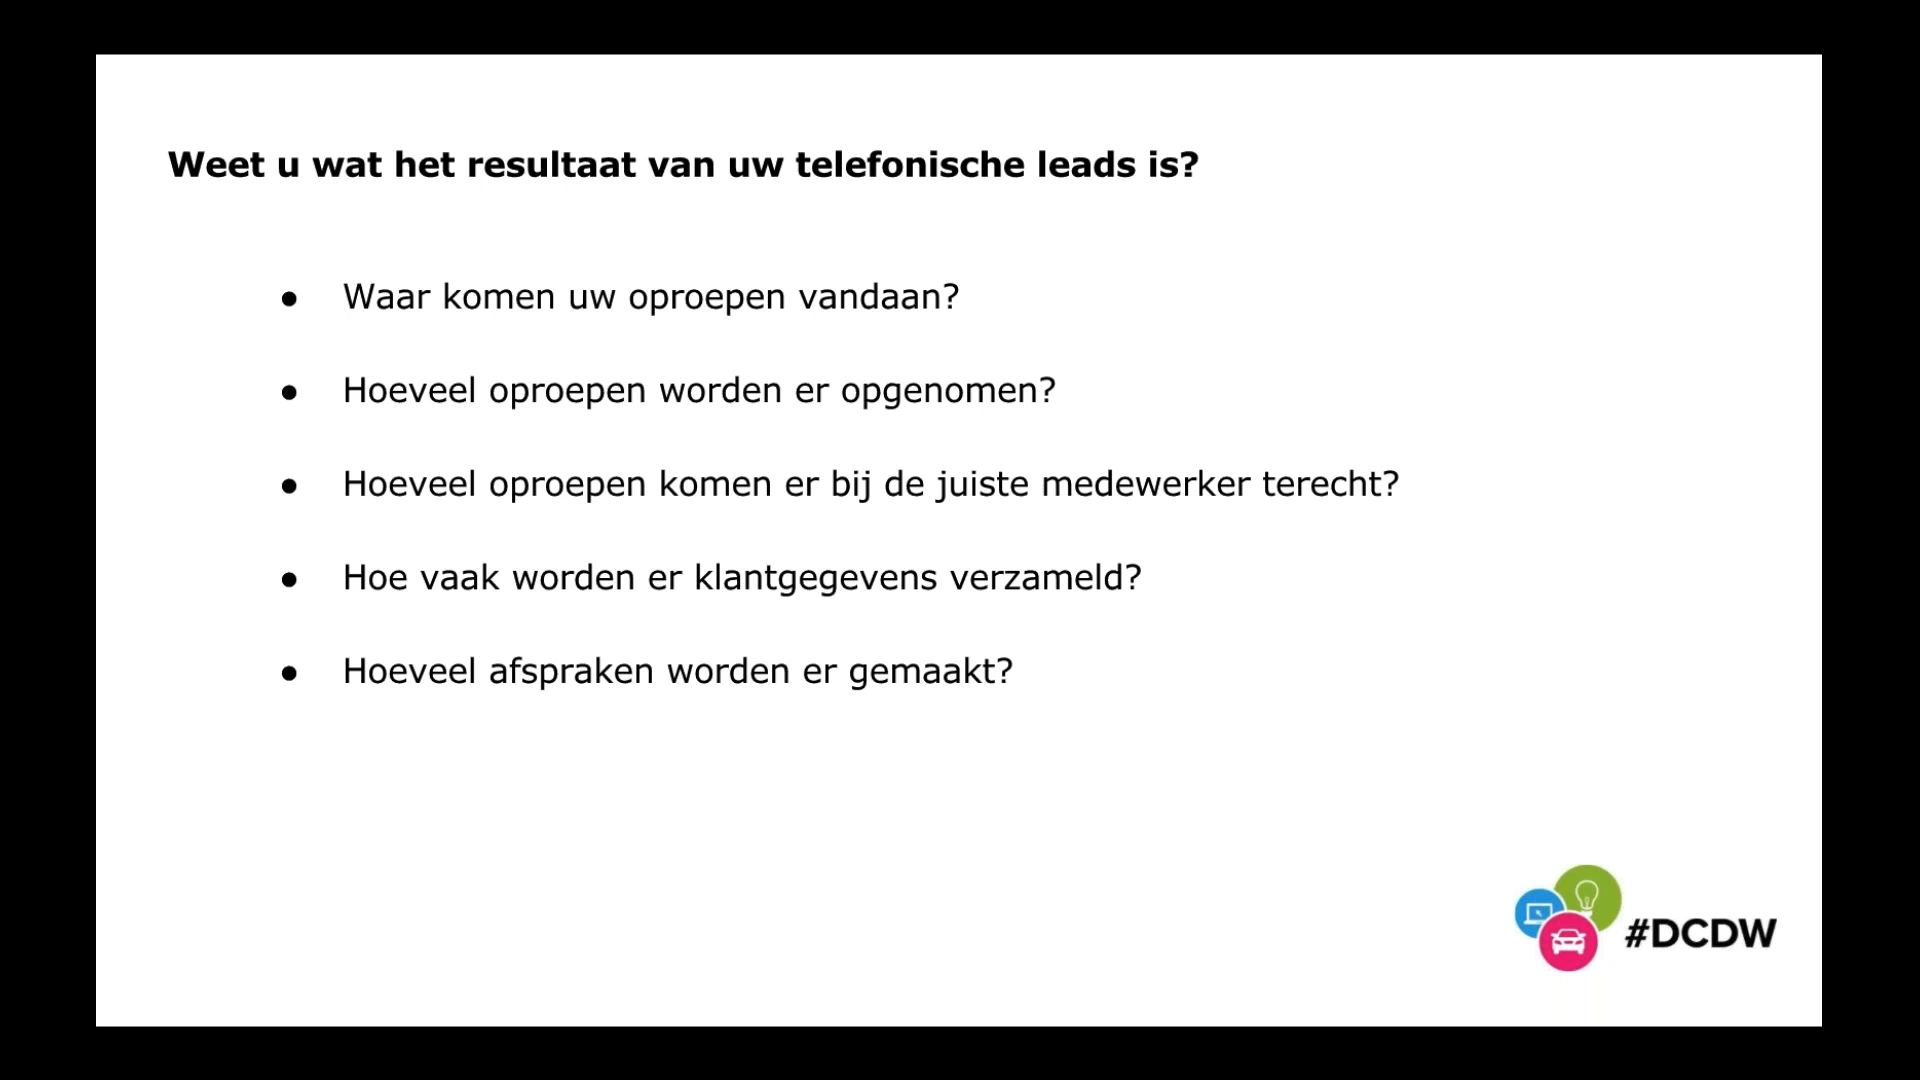 Weet u wat het resultaat van uw telefonische leads is?
● Waar komen uw oproepen vandaan?
● Hoeveel oproepen worden er opgenomen?
● Hoeveel oproepen komen er bij de juiste medewerker terecht?
● Hoe vaak worden er klantgegevens verzameld?
● Hoeveel afspraken worden er gemaakt?
#DCDW